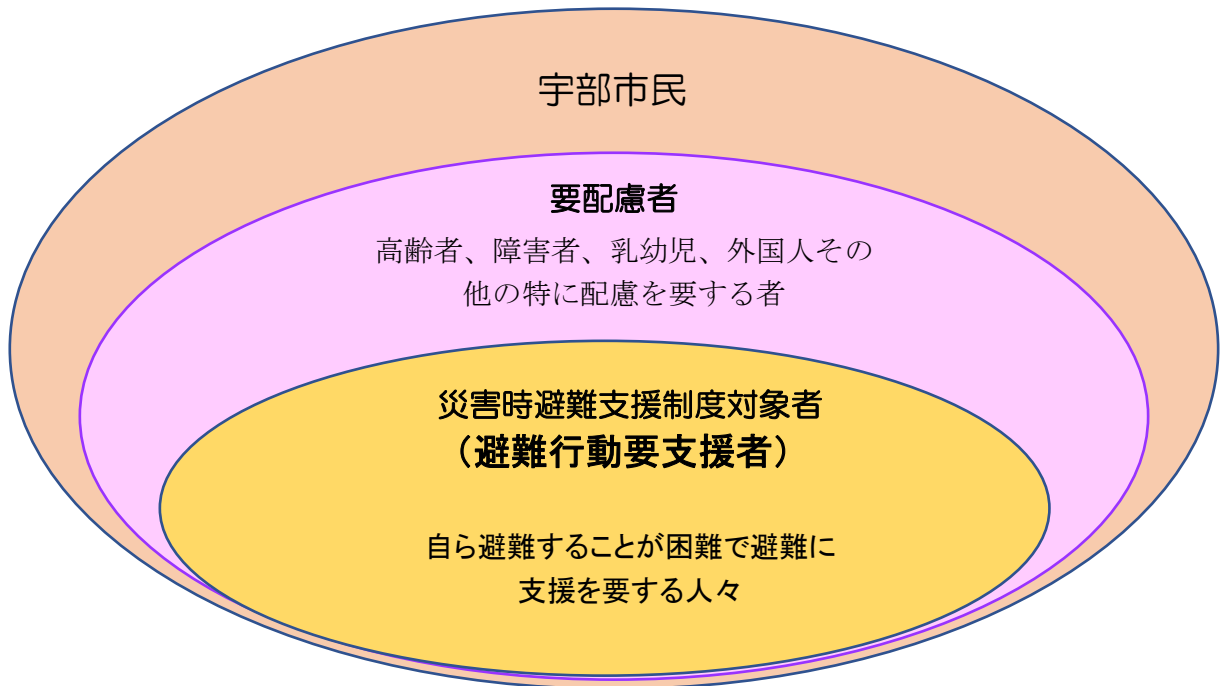 宇部市民
要配慮者
高齢者、障害者、乳幼児、外国人その
他の特に配慮を要する者
災害時避難支援制度対象者
（避難行動要支援者）
自ら避難することが困難で避難に
支援を要する人々